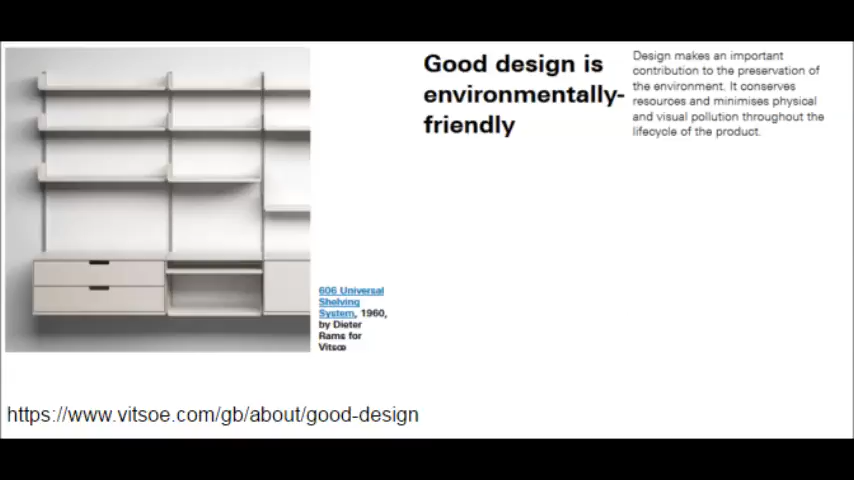 Good design is
environmentally-
friendly
Design makes an important
contribution to the preservation of
the environment. It conserves
resources and minimises physical
and visual pollution throughout the
lifecycle of the product.
606 Universal
Shelving
System, 1960,
by Dieter
Rams for
Vitsœ
https://www.vitsoe.com/gb/about/good-design